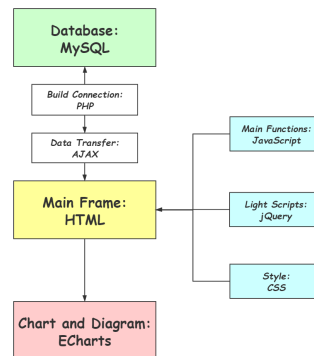 Database:
MySQL
Build Connection:
PHP
Data Transfer:
AJAX
Main Functions:
JavaScript
Main Frame:
HTML
Light Scripts:
jQuery
Style:
CSS
Chart and Diagram:
ECharts